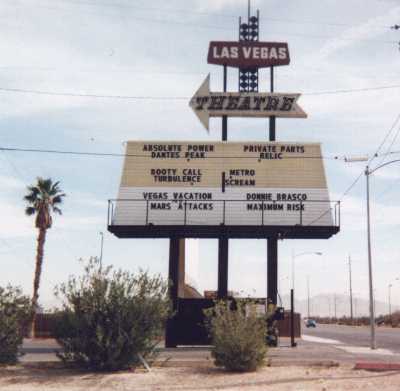 LAS VEGAS
THEATRE
ABSOLUTE POWER PRIVATE PARTS
DANTES PEAK RELIC
BOOTY CALL METRO
TURBULENCE SCREAM
VEGAS VACATION DONNIE BRASCO
MARS ATTACKS MAXIMUM RISK